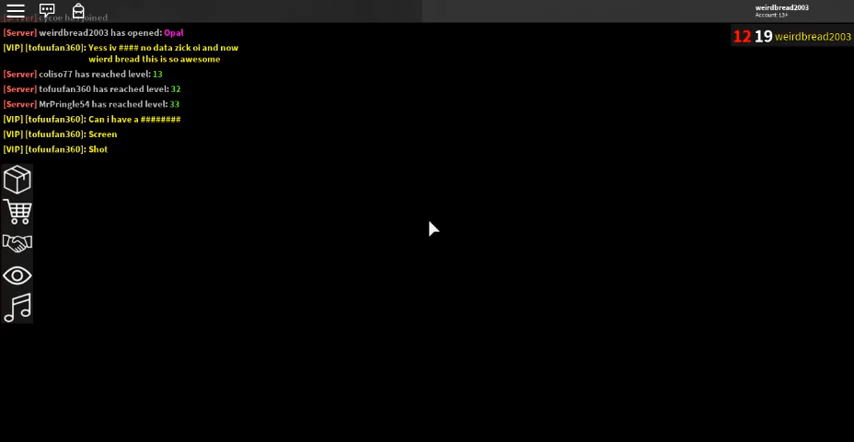 weirdbread2003
Account: 13+
joined
[Server] weirdbread2003 has opened: Opal
12 19 weirdbread2003
[VIP] [tofuufan360]: Yess iv #### no data zick oi and now
wierd bread this is so awesome
[Server] coliso77 has reached level: 13
[Server] tofuufan360 has reached level: 32
[Server] MrPringle54 has reached level: 33
[VIP] [tofuufan360]: Can i have a ########
[VIP] [tofuufan360]: Screen
[VIP] [tofuufan360]: Shot